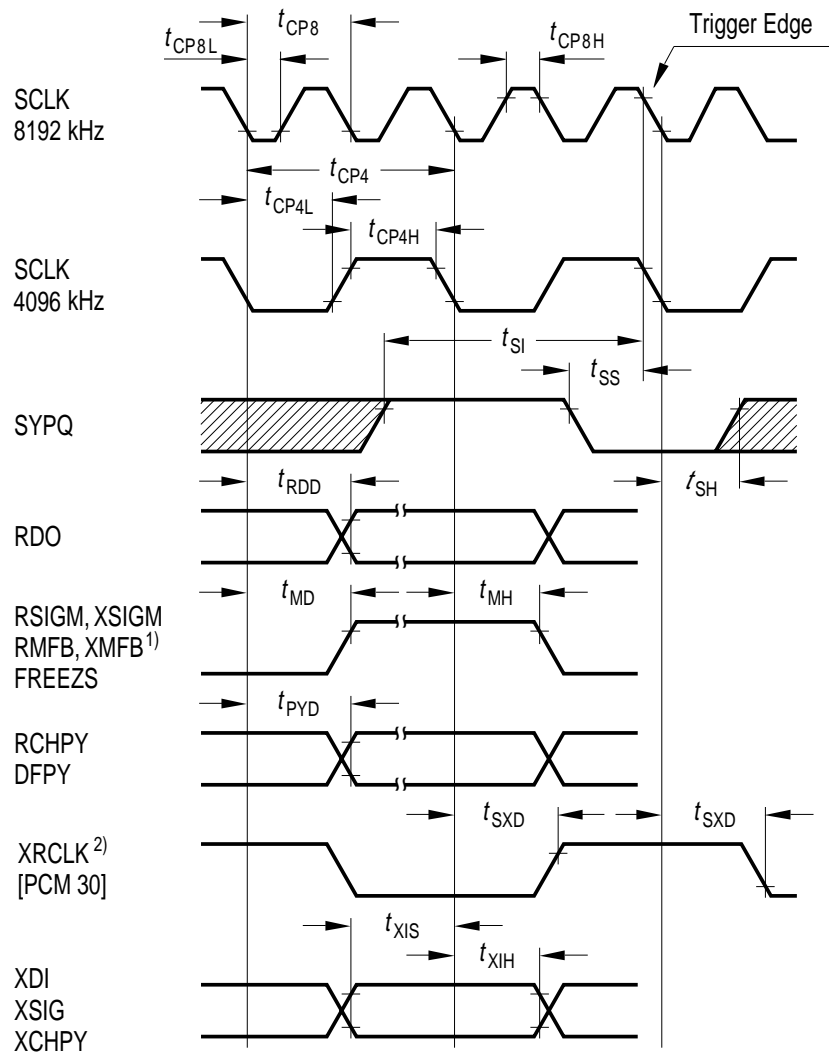 tCP8
tCP8L
tCP8H
Trigger Edge
SCLK
8192 kHz
tCP4
tCP4L
tCP4H
SCLK
4096 kHz
tSI
tSS
SYPQ
tSH
tRDD
RDO
tMD
tMH
RSIGM, XSIGM
RMFB, XMFB 1)
FREEZS
tPYD
RCHPY
DFPY
tSXD
tSXD
XRCLK 2)
[PCM 30]
tXIS
tXIH
XDI
XSIG
XCHPY